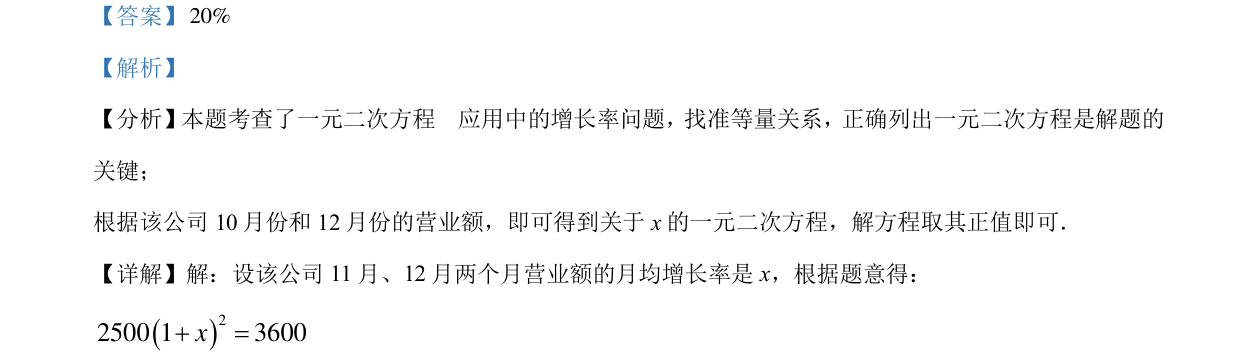 【答案】20%
【解析】
【分析】本题考查了一元二次方程 应用中的增长率问题，找准等量关系，正确列出一元二次方程是解题的
关键；
根据该公司 10 月份和 12 月份的营业额，即可得到关于 x 的一元二次方程，解方程取其正值即可．
【详解】解：设该公司 11 月、12 月两个月营业额的月均增长率是 x，根据题意得：
2500(1+x)²=3600